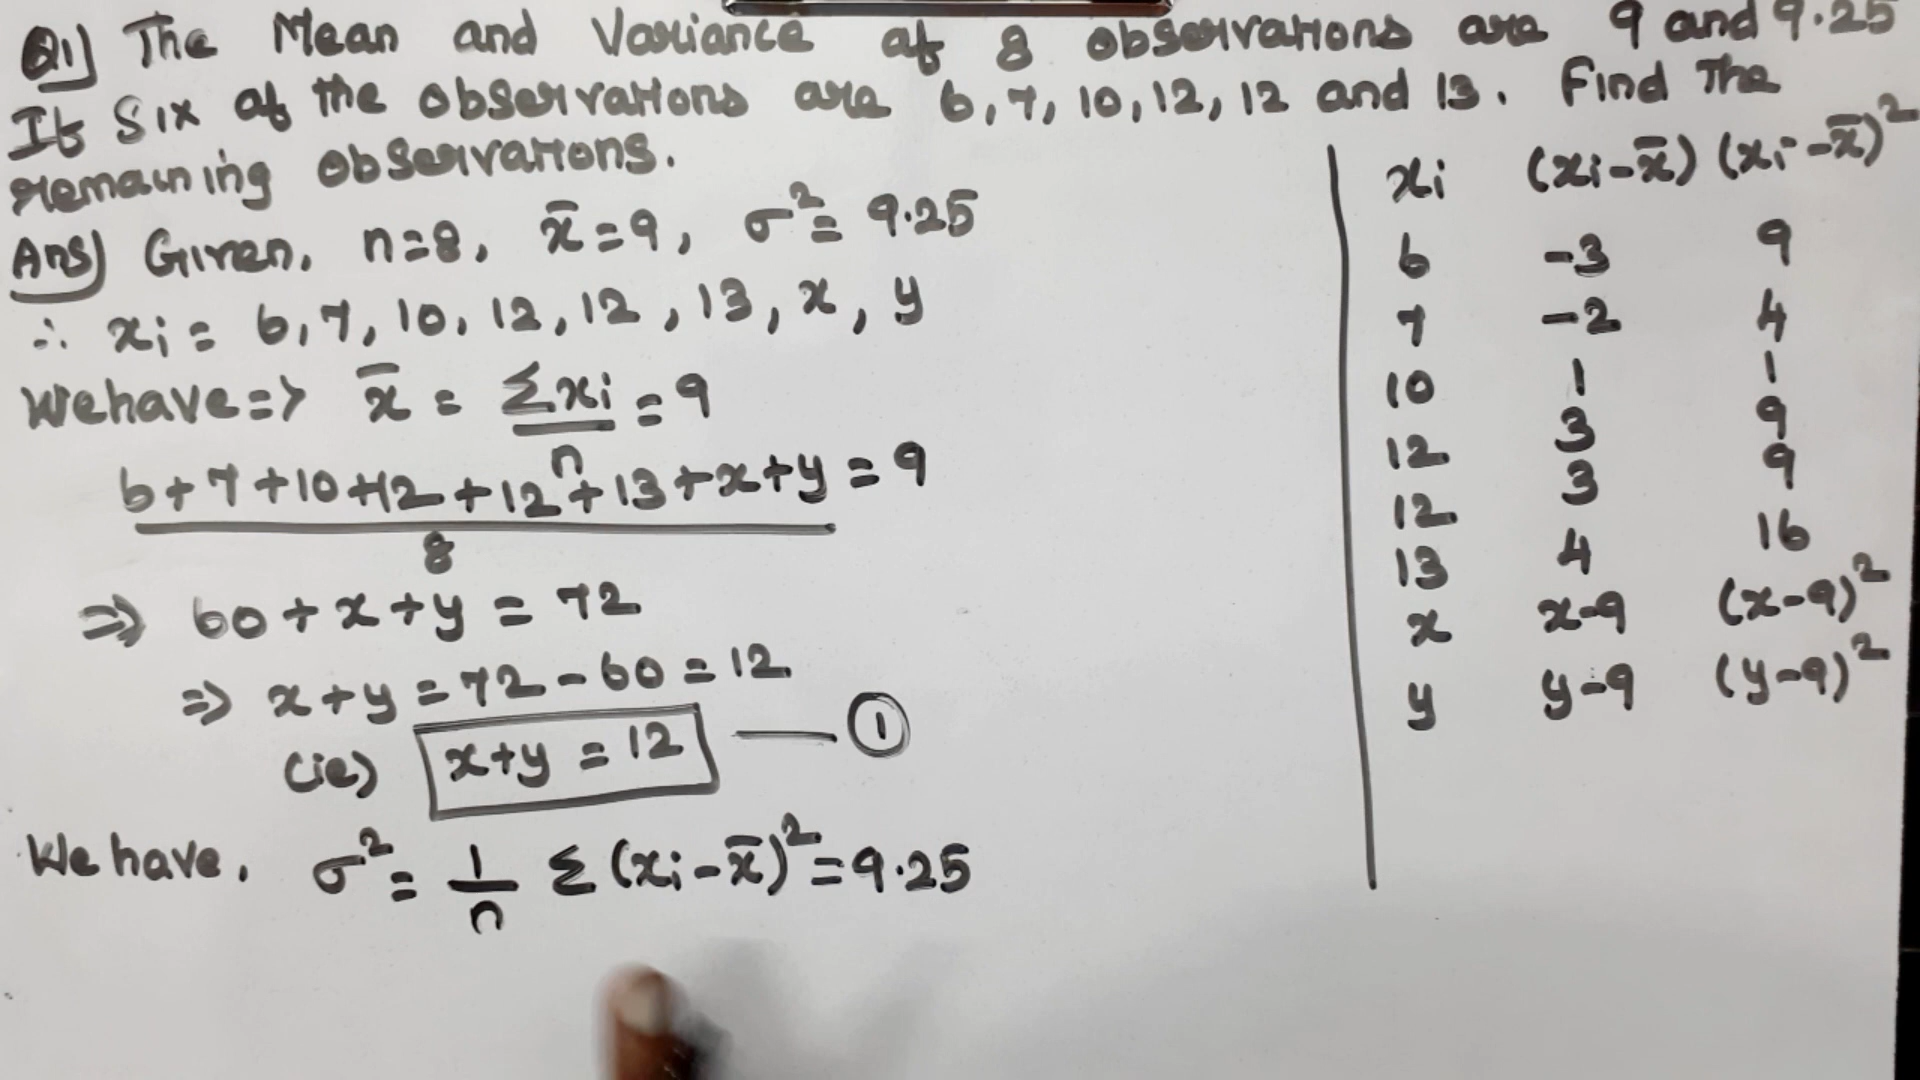 Q1) The Mean and Variance of 8 observations are 9 and 9.25
If Six of the observations are 6, 7, 10, 12, 12 and 13. Find The
remaining observations.
Ans) Given, n=8, x̄=9, σ²= 9.25
∴ xi = 6, 7, 10, 12, 12, 13, x, y
We have => x̄ = Σxi/n = 9
(6+7+10+12+12+13+x+y)/8 = 9
=> 60+x+y = 72
=> x+y = 72-60 = 12
(ie) x+y = 12 — ①
We have, σ² = 1/n Σ(xi-x̄)² = 9.25
xi (xi-x̄) (xi-x̄)²
6 -3 9
7 -2 4
10 1 1
12 3 9
12 3 9
13 4 16
x x-9 (x-9)²
y y-9 (y-9)²